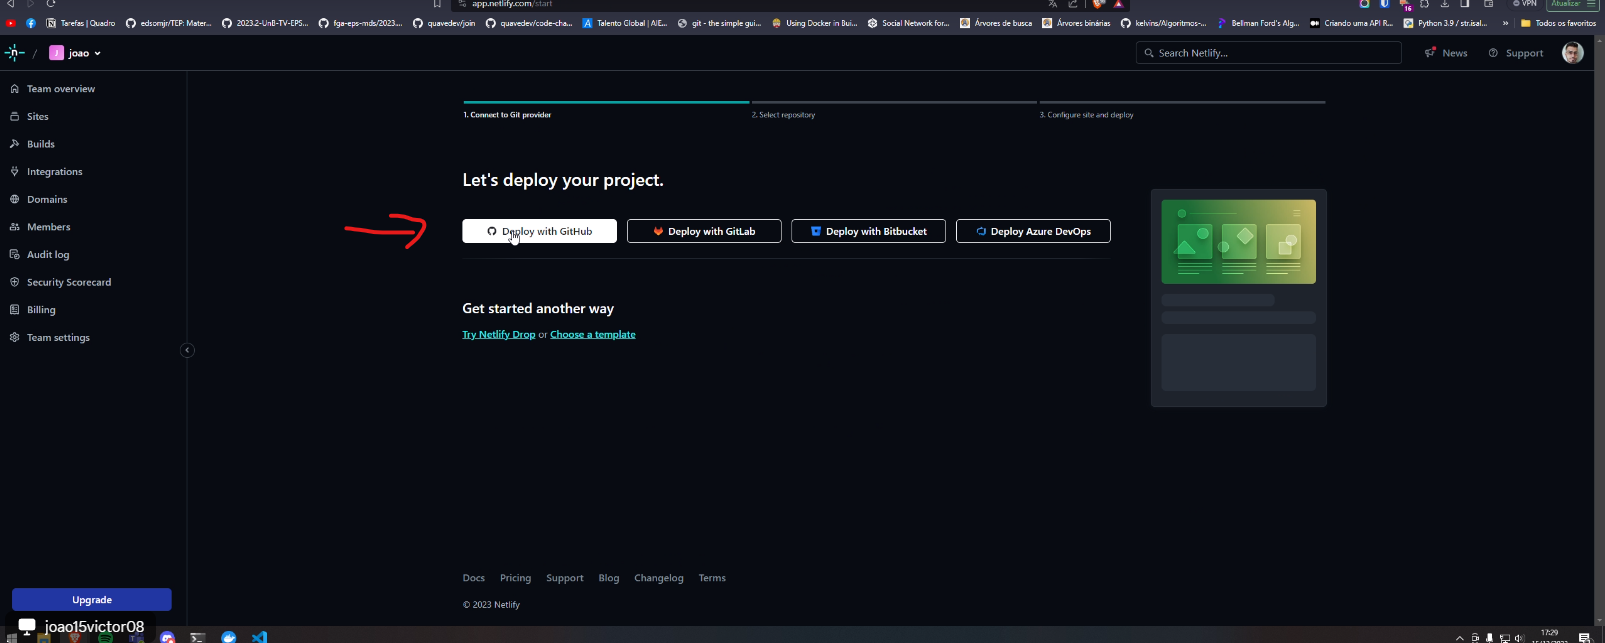 app.netlify.com/start
VPN
Atualizar
16
Tarefas | Quadro
edsomjr/TEP: Mater...
2023.2-UnB-TV-EPS...
fga-eps-mds/2023....
quavedev/join
quavedev/code-cha...
Talento Global | AIE...
git - the simple gui...
Using Docker in Bui...
Social Network for...
Árvores de busca
Árvores binárias
kelvins/Algoritmos-...
Bellman Ford's Alg...
Criando uma API R...
Python 3.9 / str.isal...
»
Todos os favoritos
/ J joao
Search Netlify...
News
Support
Team overview
Sites
Builds
Integrations
Domains
Members
Audit log
Security Scorecard
Billing
Team settings
1. Connect to Git provider
2. Select repository
3. Configure site and deploy
Let's deploy your project.
Deploy with GitHub
Deploy with GitLab
Deploy with Bitbucket
Deploy Azure DevOps
Get started another way
Try Netlify Drop or Choose a template
Docs
Pricing
Support
Blog
Changelog
Terms
© 2023 Netlify
Upgrade
joao15victor08
17:29